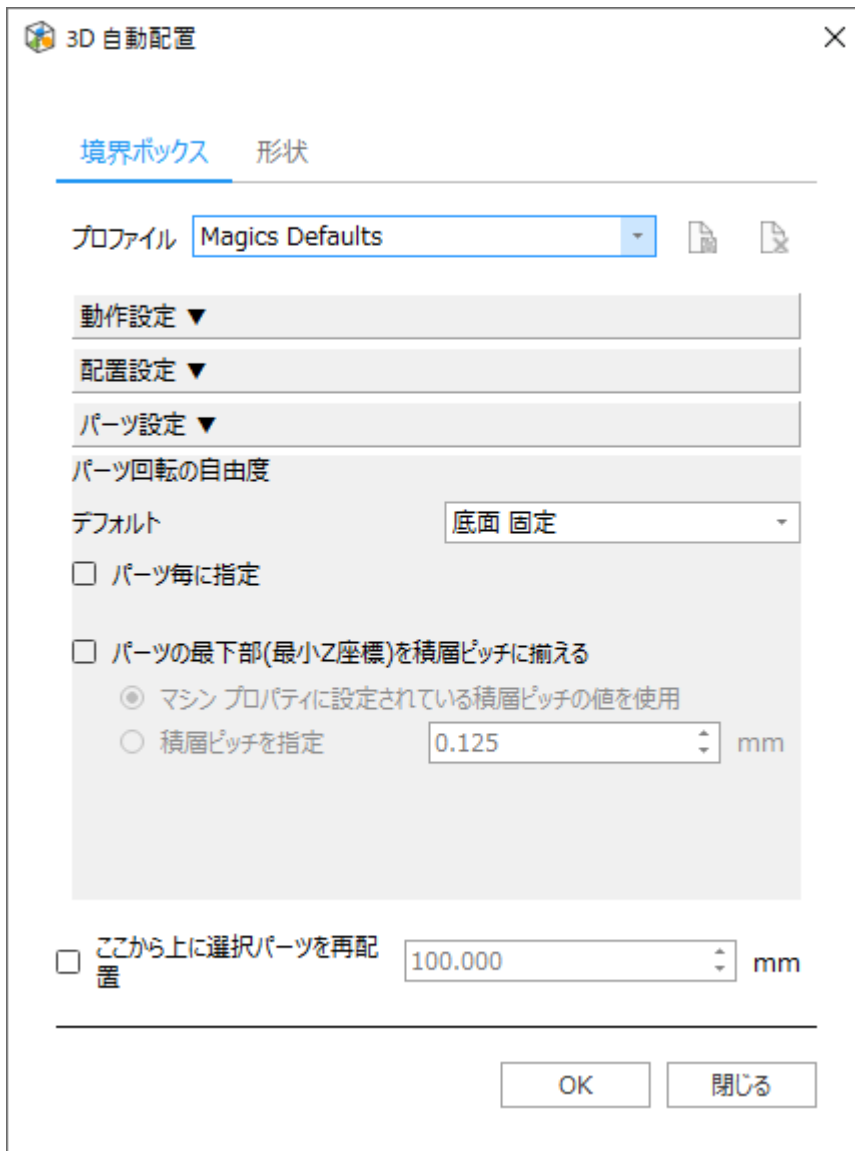 3D 自動配置
境界ボックス 形状
プロファイル Magics Defaults
動作設定 ▼
配置設定 ▼
パーツ設定 ▼
パーツ回転の自由度
デフォルト 底面 固定
パーツ毎に指定
パーツの最下部(最小Z座標)を積層ピッチに揃える
マシン プロパティに設定されている積層ピッチの値を使用
積層ピッチを指定 0.125 mm
ここから上に選択パーツを再配
置 100.000 mm
OK 閉じる